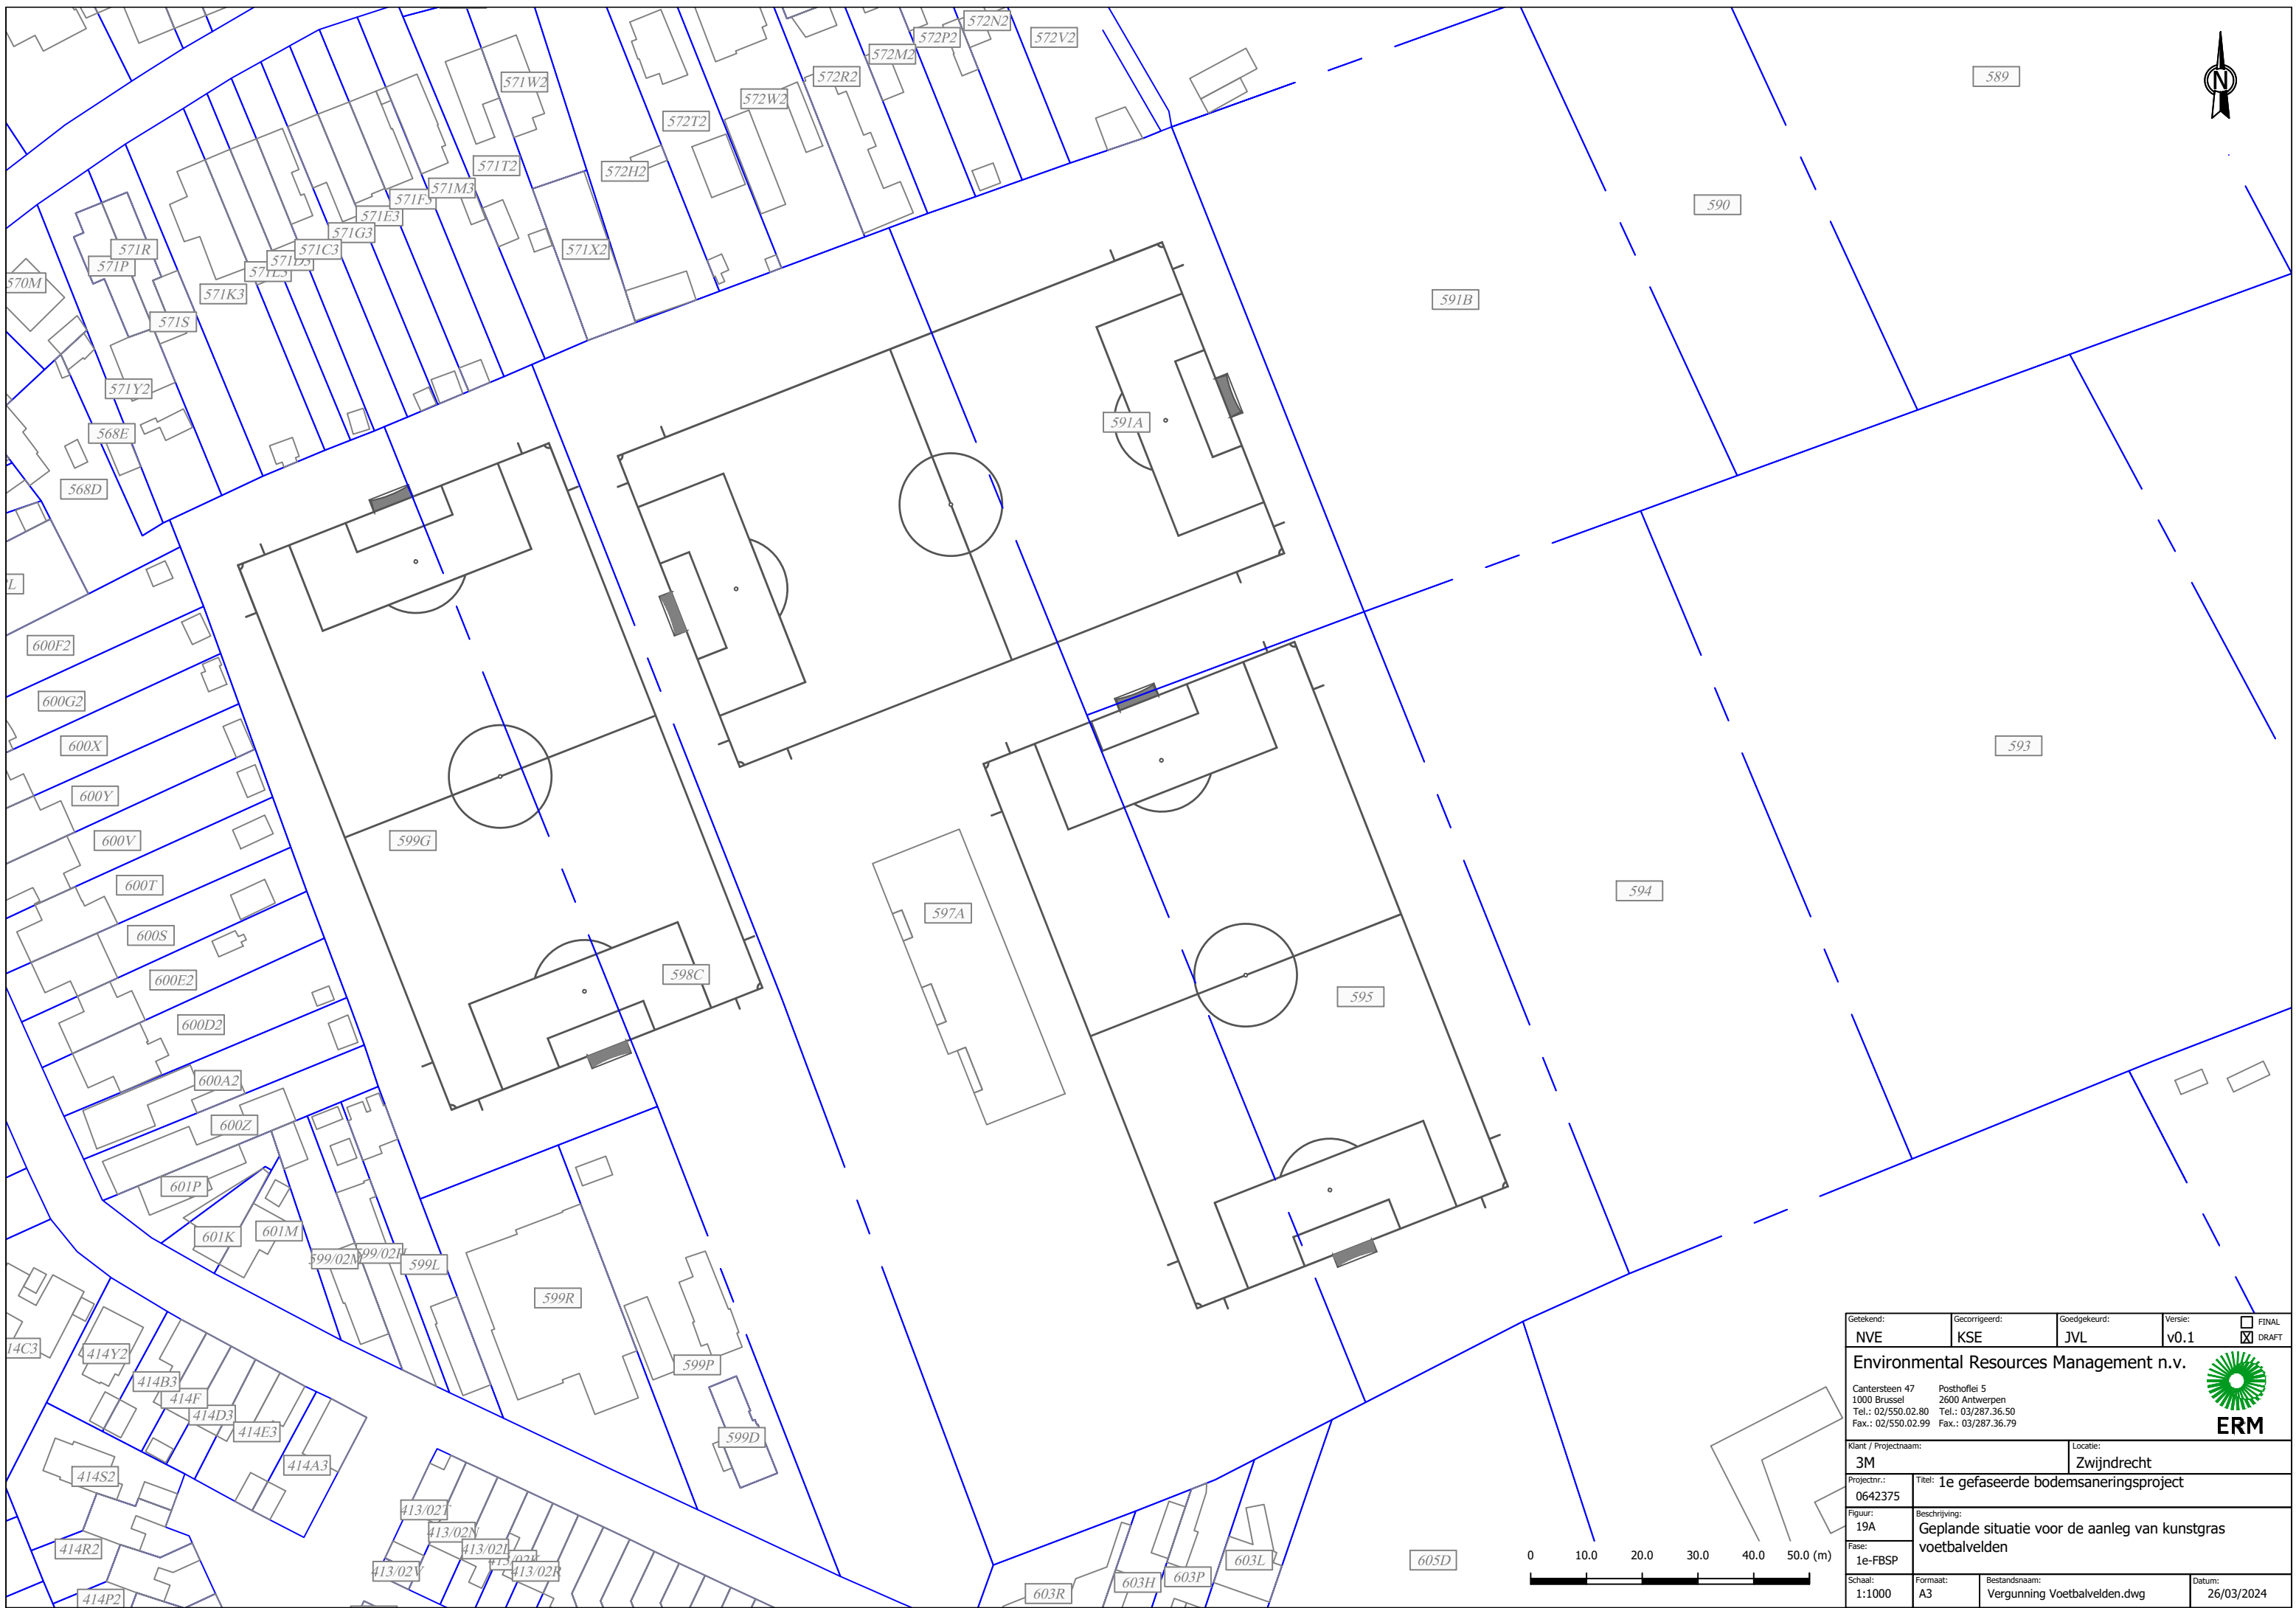 572N2
572P2
572V2
572M2
589
572R2
571W2
572W2
N
572T2
571T2
572H2
571M3
571F3
590
571E3
571G3
571R
571C3
571X2
571P
570M
571K3
591B
571S
571Y2
591A
568E
568D
600F2
600G2
600X
593
600Y
599G
600V
600T
594
597A
600S
598C
600E2
595
600D2
600A2
600Z
601P
601K
601M
599/02M
599L
599R
14C3
414Y2
599P
414B3
414F
414D3
414E3
599D
414A3
414S2
413/02T
413/02N
414R2
413/02V
413/02R
603L
605D
603H
603P
603R
414P2
0 10.0 20.0 30.0 40.0 50.0 (m)
Getekend: Gecorrigeerd: Goedgekeurd: Versie: FINAL
NVE KSE JVL v0.1 X DRAFT
Environmental Resources Management n.v.
Cantersteen 47 Posthoflei 5
1000 Brussel 2600 Antwerpen
Tel.: 02/550.02.80 Tel.: 03/287.36.50
Fax.: 02/550.02.99 Fax.: 03/287.36.79
ERM
Klant / Projectnaam: Locatie:
3M Zwijndrecht
Projectnr.: Titel: 1e gefaseerde bodemsaneringsproject
0642375
Figuur: Beschrijving:
19A Geplande situatie voor de aanleg van kunstgras
voetbalvelden
Fase:
1e-FBSP
Schaal: Formaat: Bestandsnaam: Datum:
1:1000 A3 Vergunning Voetbalvelden.dwg 26/03/2024